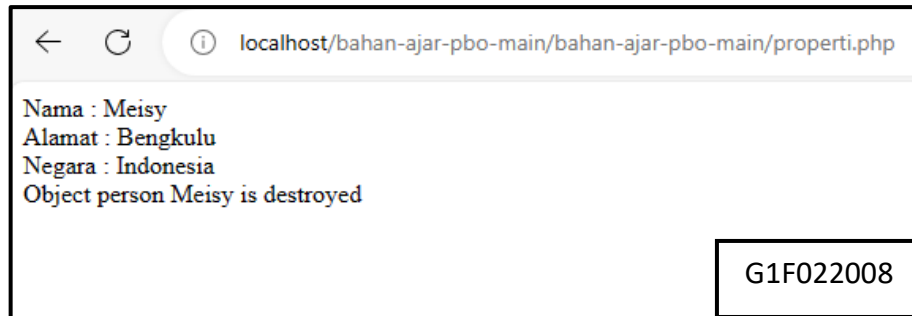 localhost/bahan-ajar-pbo-main/bahan-ajar-pbo-main/properti.php
Nama : Meisy
Alamat : Bengkulu
Negara : Indonesia
Object person Meisy is destroyed
G1F022008